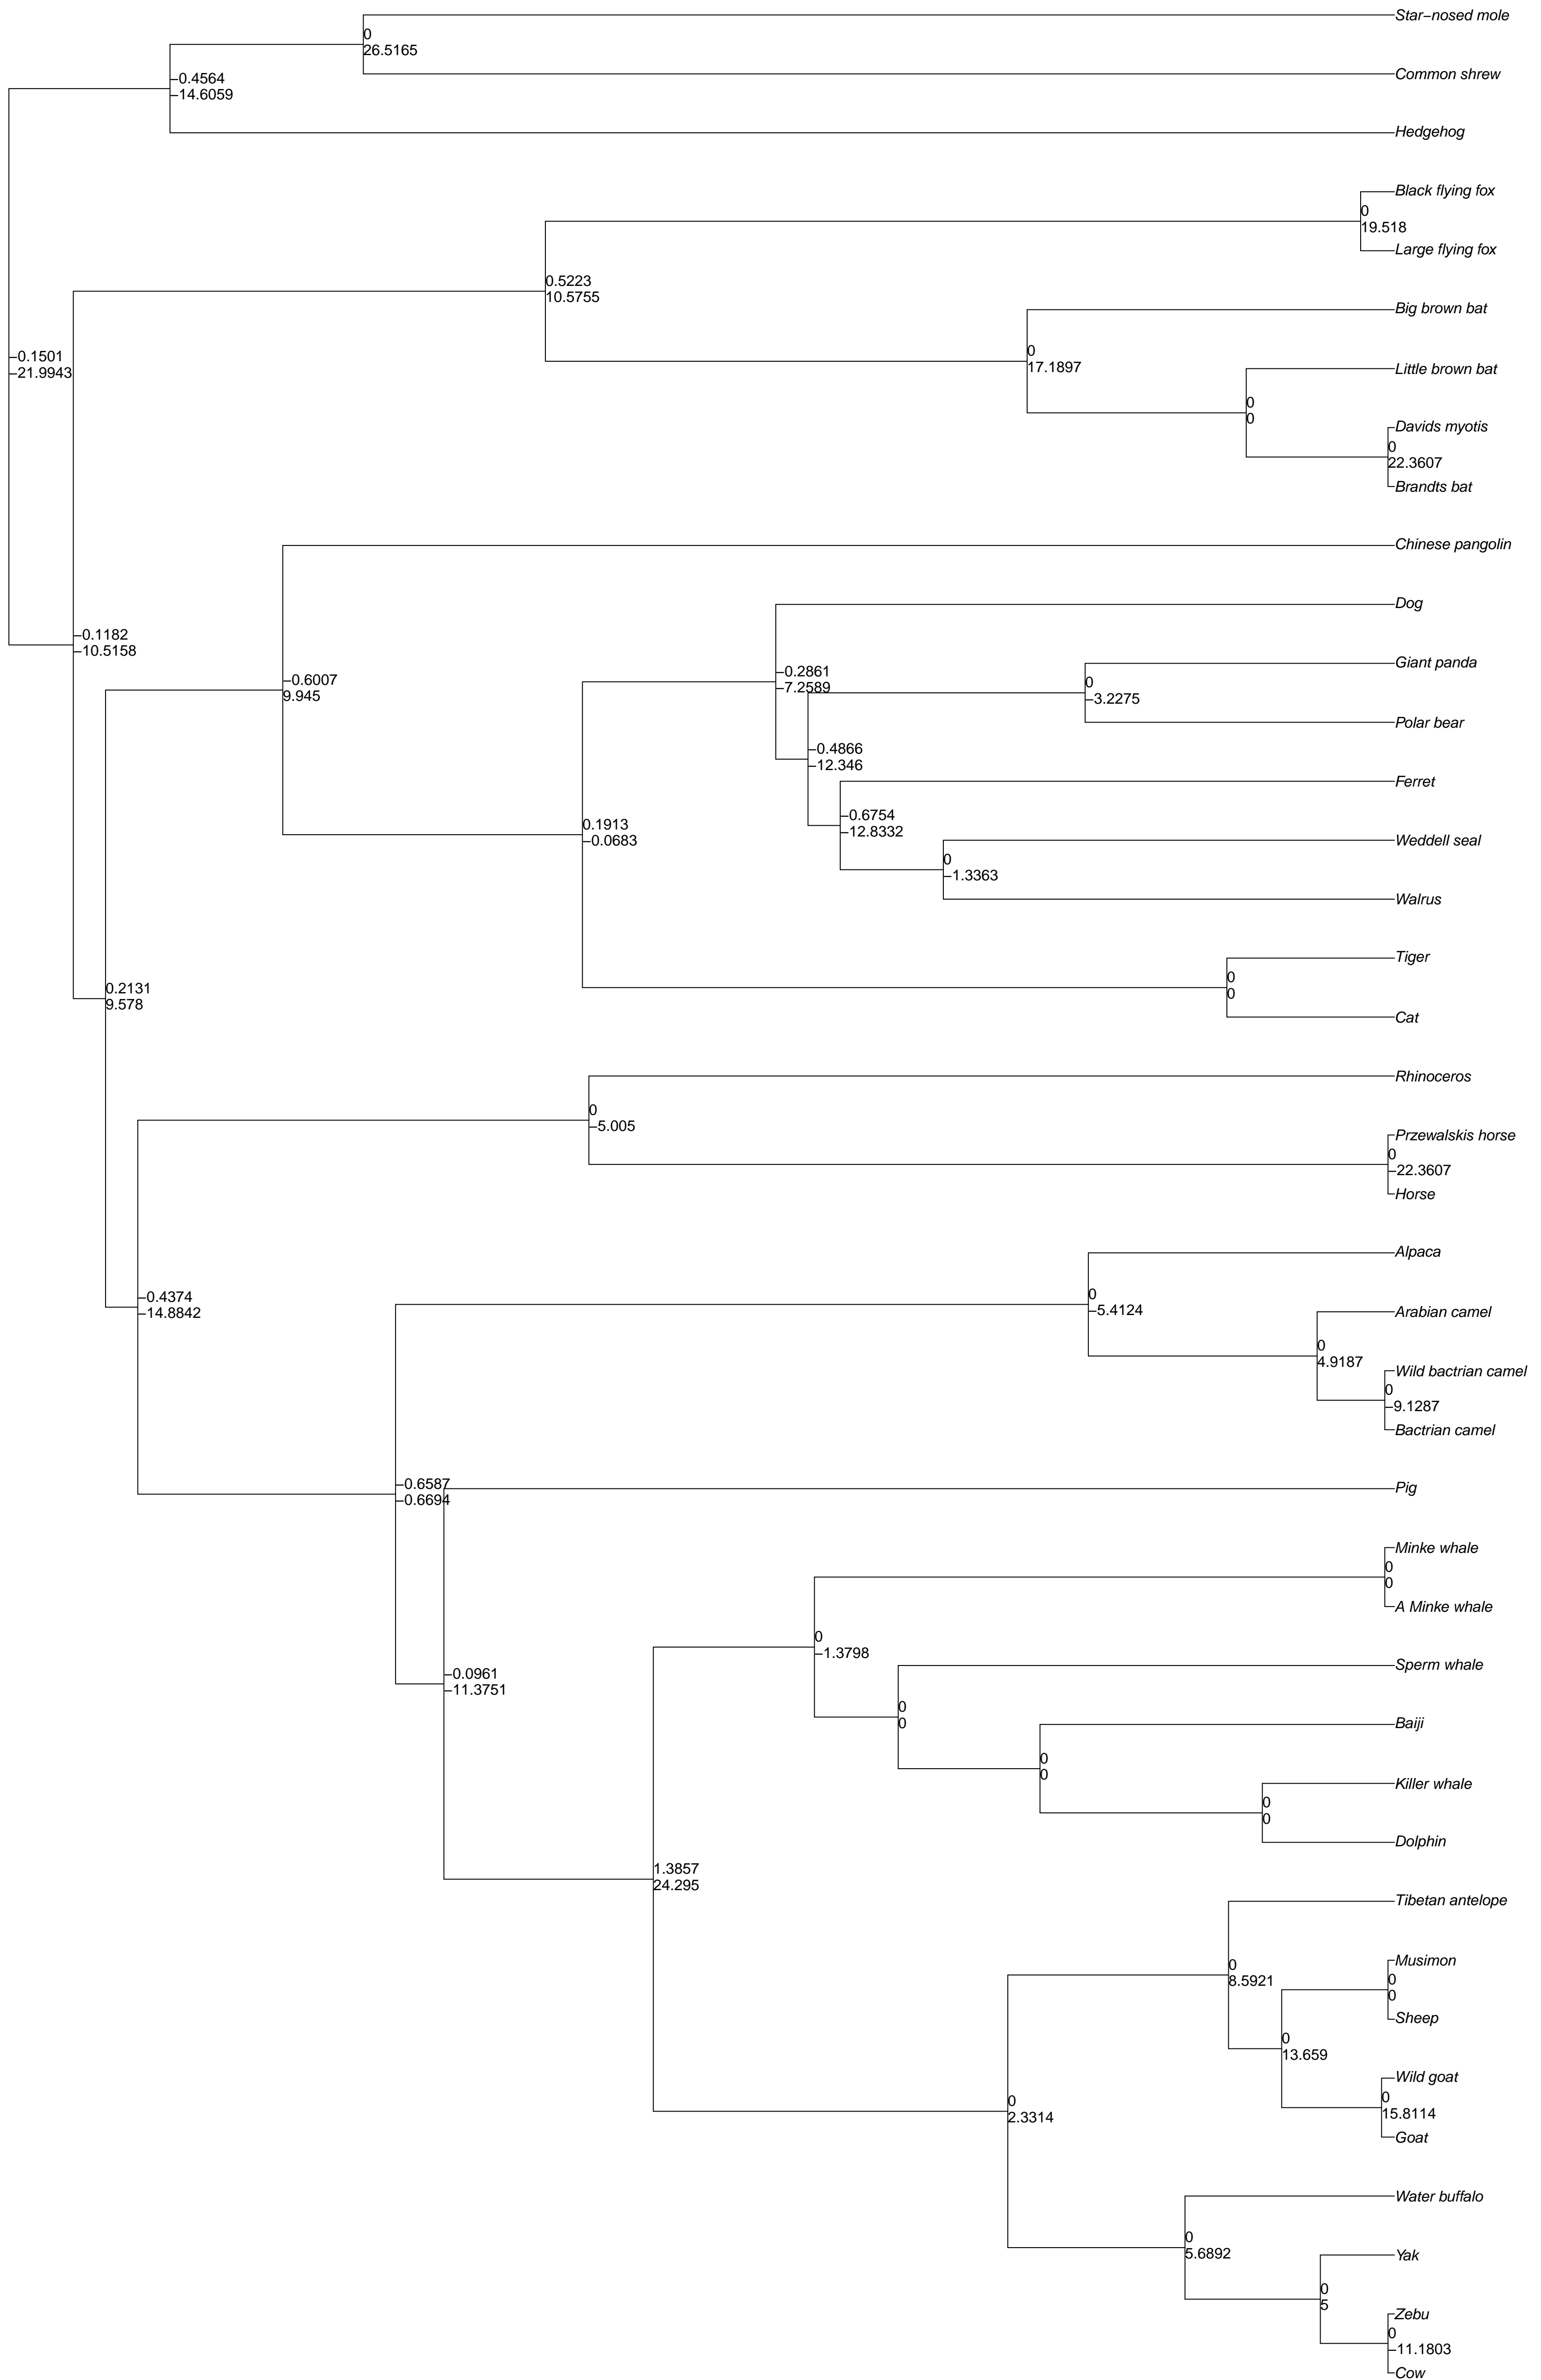 Star–nosed mole
0
26.5165
Common shrew
–0.4564
–14.6059
Hedgehog
Black flying fox
0
19.518
Large flying fox
0.5223
10.5755
Big brown bat
0
17.1897
–0.1501
–21.9943
Little brown bat
0
0
Davids myotis
0
22.3607
Brandts bat
Chinese pangolin
Dog
–0.1182
–10.5158
Giant panda
–0.2861
–7.2589
–0.6007
9.945
0
–3.2275
Polar bear
–0.4866
–12.346
Ferret
–0.6754
–12.8332
0.1913
–0.0683
Weddell seal
0
–1.3363
Walrus
Tiger
0
0
0.2131
9.578
Cat
Rhinoceros
0
–5.005
Przewalskis horse
0
–22.3607
Horse
Alpaca
–0.4374
–14.8842
0
–5.4124
Arabian camel
0
4.9187
Wild bactrian camel
0
–9.1287
Bactrian camel
–0.6587
–0.6694
Pig
Minke whale
0
0
A Minke whale
0
–1.3798
Sperm whale
–0.0961
–11.3751
0
0
Baiji
0
0
Killer whale
0
0
Dolphin
1.3857
24.295
Tibetan antelope
0
8.5921
Musimon
0
0
Sheep
0
13.659
Wild goat
0
15.8114
0
2.3314
Goat
Water buffalo
0
5.6892
Yak
0
5
Zebu
0
–11.1803
Cow